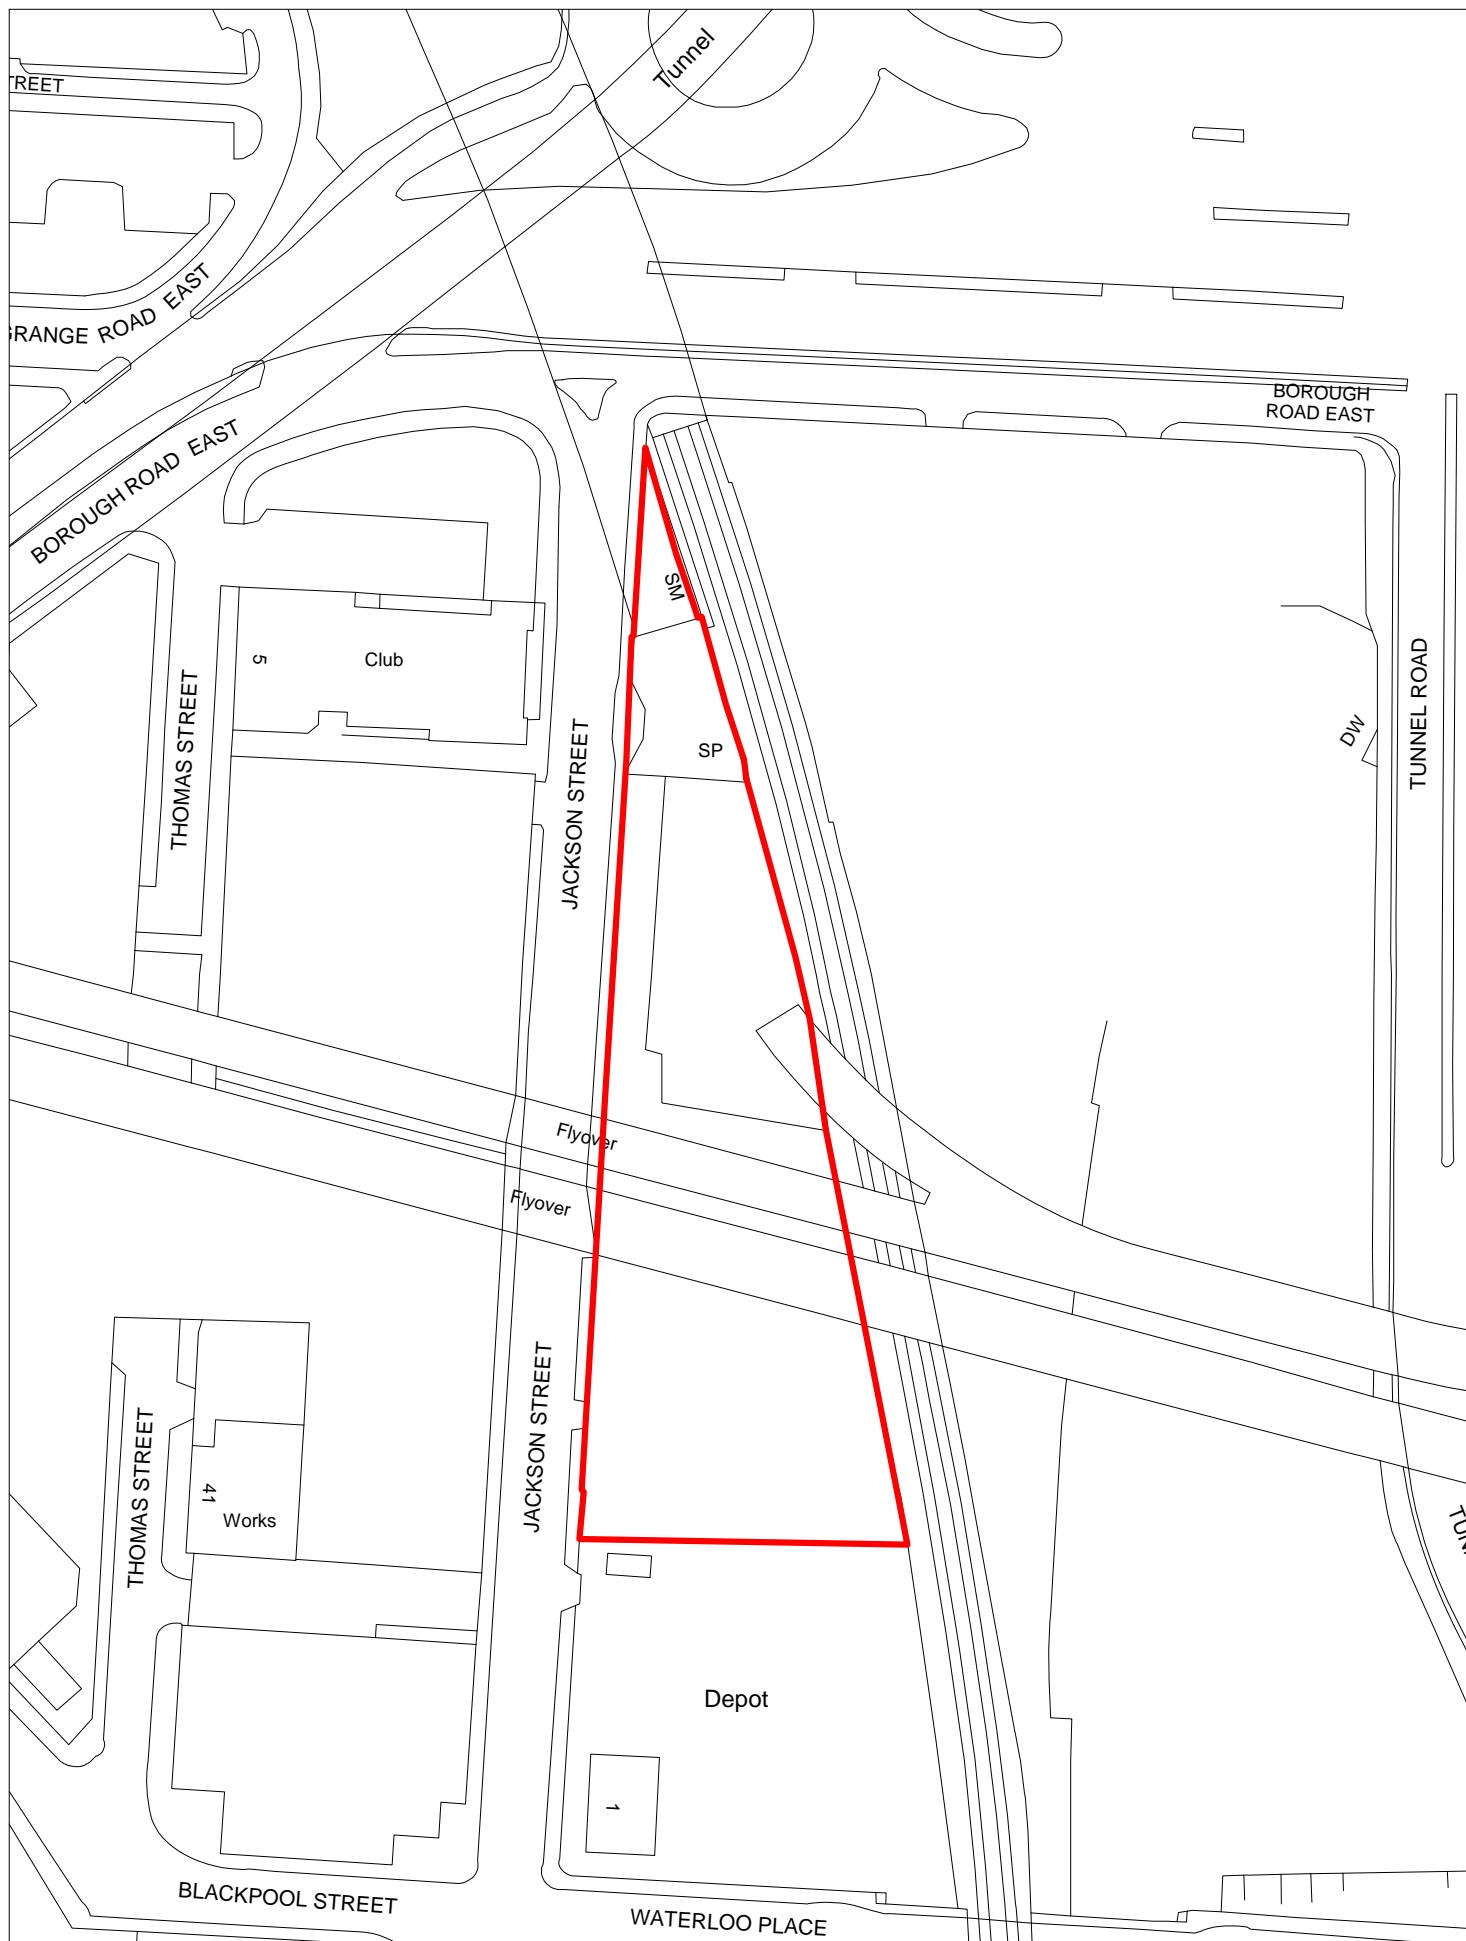 Tunnel
TREET
GRANGE ROAD EAST
BOROUGH
ROAD EAST
BOROUGH ROAD EAST
SM
5
Club
THOMAS STREET
JACKSON STREET
SP
DW
TUNNEL ROAD
Flyover
Flyover
THOMAS STREET
41
Works
JACKSON STREET
TUN
Depot
1
BLACKPOOL STREET
WATERLOO PLACE